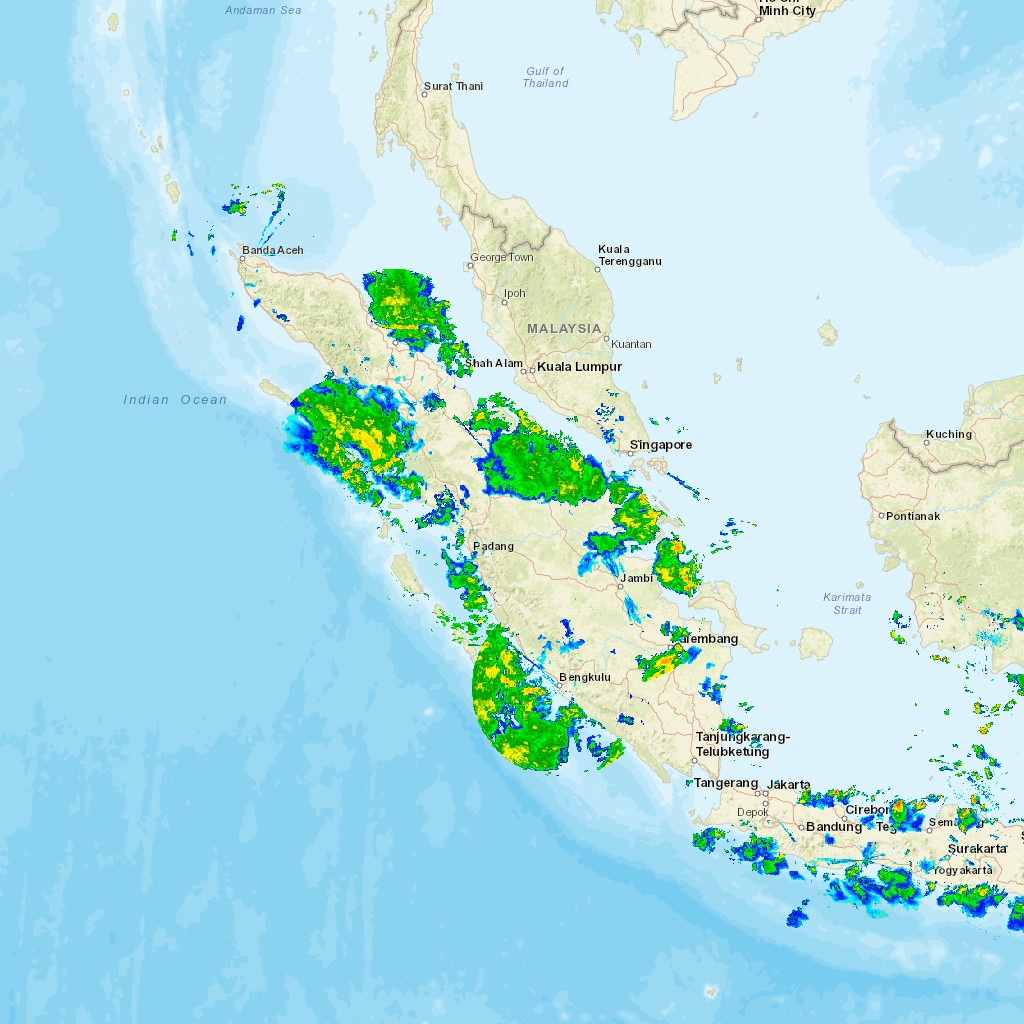 Andaman Sea
Minh City
Gulf of
Thailand
Surat Thani
Banda Aceh
George Town
Kuala
Terengganu
Ipoh
MALAYSIA
Kuantan
Shah Alam
Kuala Lumpur
Indian Ocean
Singapore
Kuching
Pontianak
Padang
Jambi
Karimata
Strait
Bengkulu
Tanjungkarang-
Telubketung
Tangerang
Jakarta
Depok
Cirebon
Bandung
Surakarta
Yogyakarta